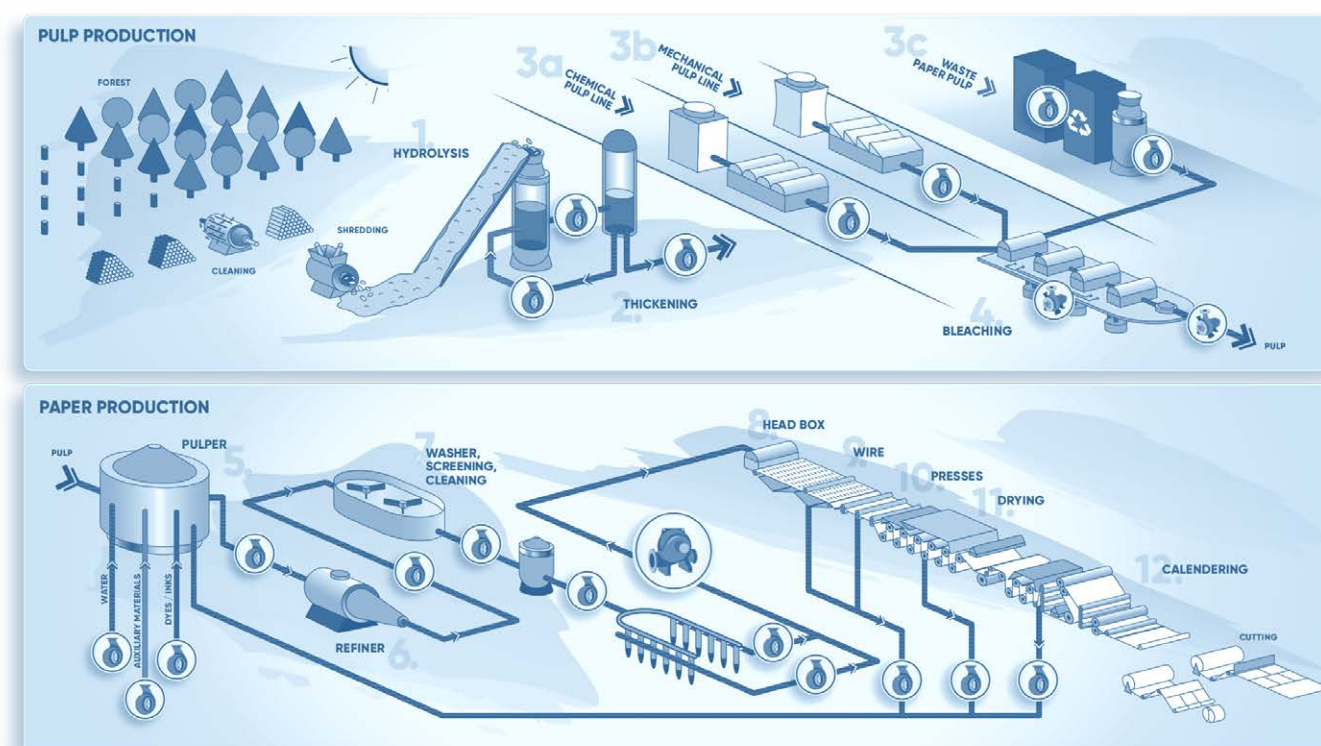 PULP PRODUCTION
FOREST
CLEANING
SHREDDING
1.
HYDROLYSIS
2.
THICKENING
3a
CHEMICAL
PULP LINE
3b
MECHANICAL
PULP LINE
3c
WASTE
PAPER PULP
4.
BLEACHING
PULP
PAPER PRODUCTION
PULP
PULPER
5.
WATER
AUXILIARY MATERIALS
DYES / INKS
REFINER
6.
7.
WASHER,
SCREENING,
CLEANING
8.
HEAD BOX
9.
WIRE
10.
PRESSES
11.
DRYING
12.
CALENDERING
CUTTING